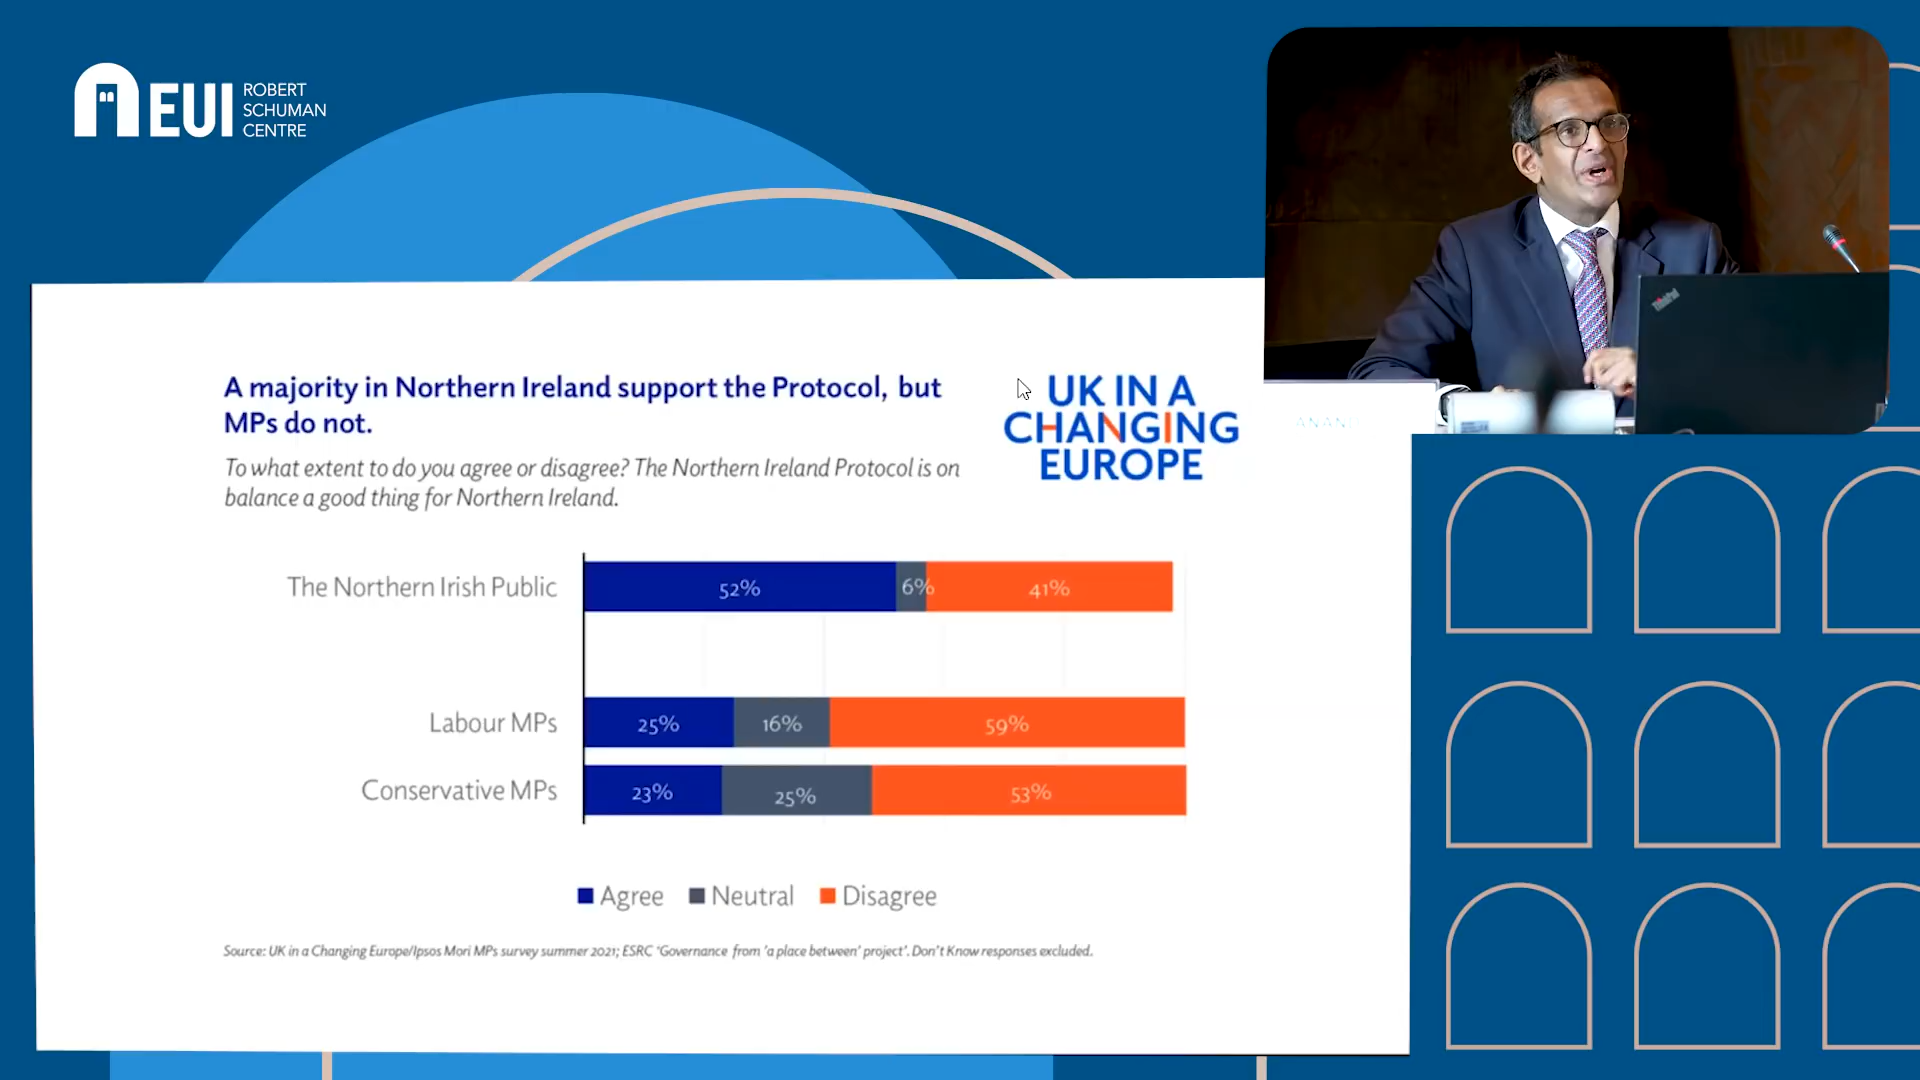 EUI
ROBERT
SCHUMAN
CENTRE
ThinkPad
ANAND
A majority in Northern Ireland support the Protocol, but
MPs do not.
UK IN A
CHANGING
EUROPE
To what extent to do you agree or disagree? The Northern Ireland Protocol is on
balance a good thing for Northern Ireland.
The Northern Irish Public 52% 6% 41%
Labour MPs 25% 16% 59%
Conservative MPs 23% 25% 53%
Agree Neutral Disagree
Source: UK in a Changing Europe/Ipsos Mori MPs survey summer 2021; ESRC 'Governance from 'a place between' project'. Don't Know responses excluded.